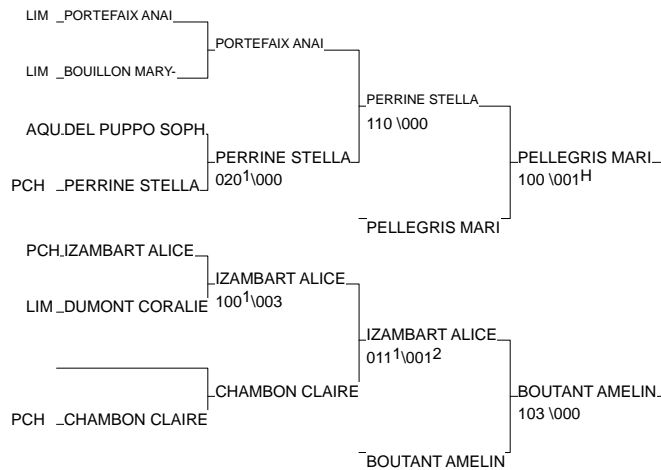 LIM PORTEFAIX ANAI
PORTEFAIX ANAI
LIM BOUILLON MARY-
PERRINE STELLA
110 \000
AQU. DEL PUPPO SOPH.
PERRINE STELLA
020¹\000
PELLEGRIS MARI
100 \001ᴴ
PCH PERRINE STELLA
PELLEGRIS MARI
PCH IZAMBART ALICE
IZAMBART ALICE
100¹\003
LIM DUMONT CORALIE
IZAMBART ALICE
011¹\001²
CHAMBON CLAIRE
BOUTANT AMELIN
103 \000
PCH CHAMBON CLAIRE
BOUTANT AMELIN